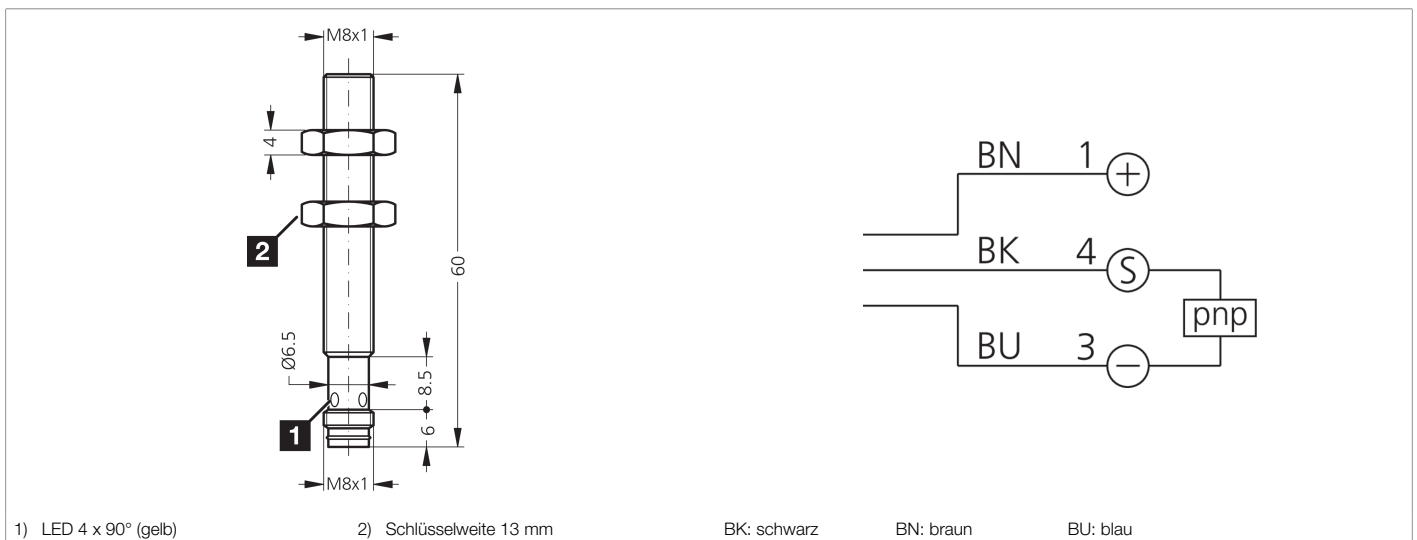 M8x1
4
2
60
Ø6.5
8.5
1
6
M8x1
BN 1 +
BK 4 S
pnp
BU 3 −
1) LED 4 x 90° (gelb) 2) Schlüsselweite 13 mm BK: schwarz BN: braun BU: blau